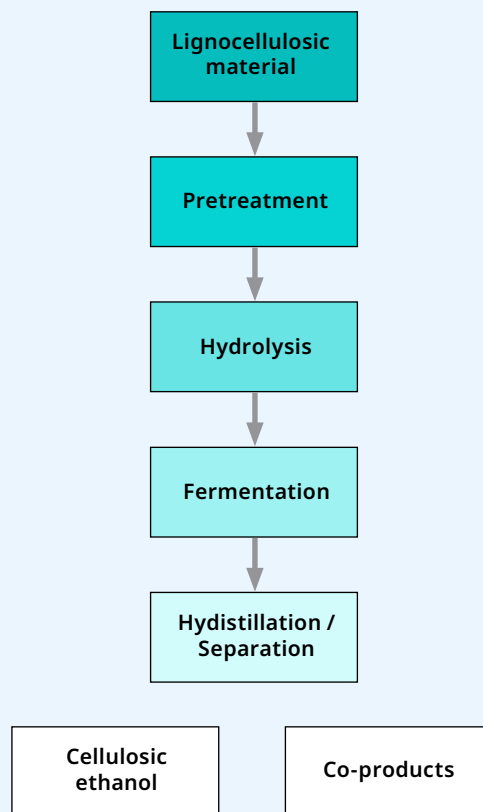 Lignocellulosic
material
Pretreatment
Hydrolysis
Fermentation
Hydistillation /
Separation
Cellulosic
ethanol
Co-products